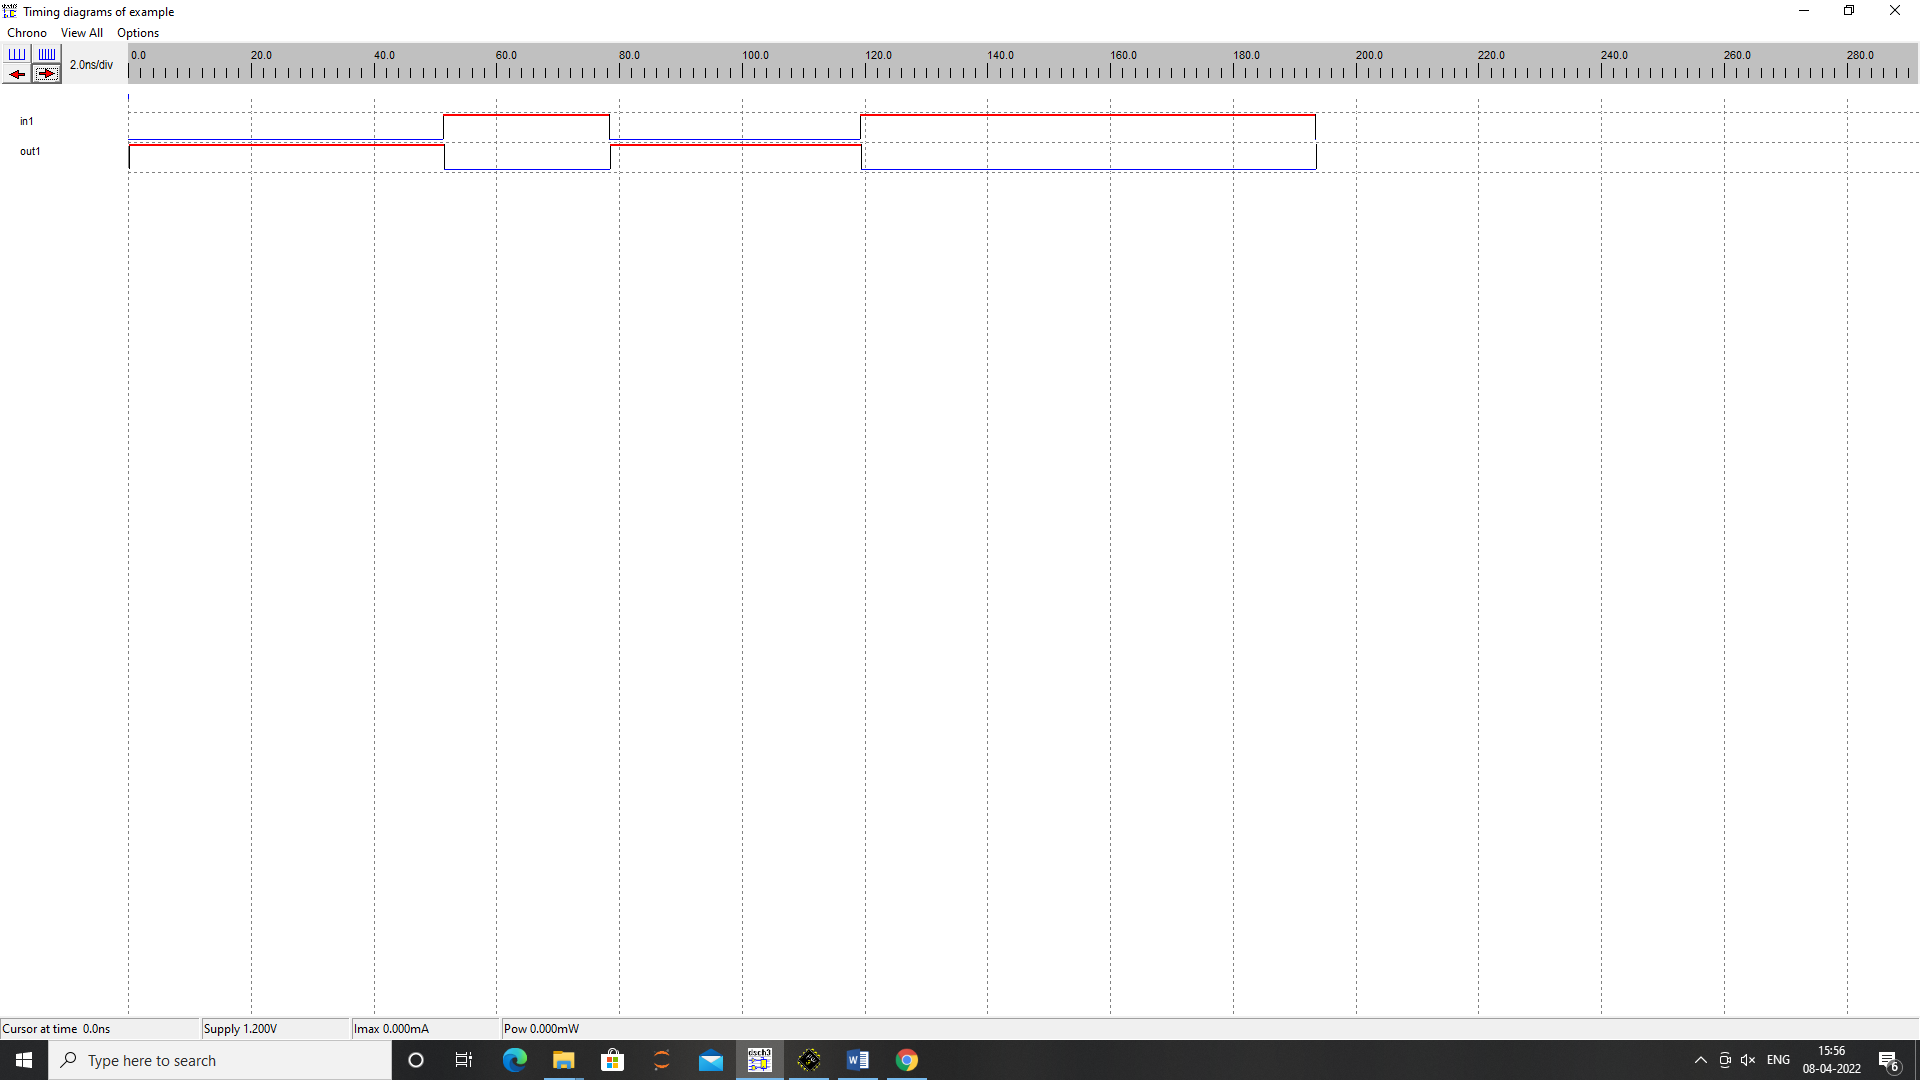 Timing diagrams of example
Chrono View All Options
2.0ns/div
0.0 20.0 40.0 60.0 80.0 100.0 120.0 140.0 160.0 180.0 200.0 220.0 240.0 260.0 280.0
in1
out1
Cursor at time 0.0ns Supply 1.200V Imax 0.000mA Pow 0.000mW
Type here to search
dsch3
ENG
15:56
08-04-2022
6